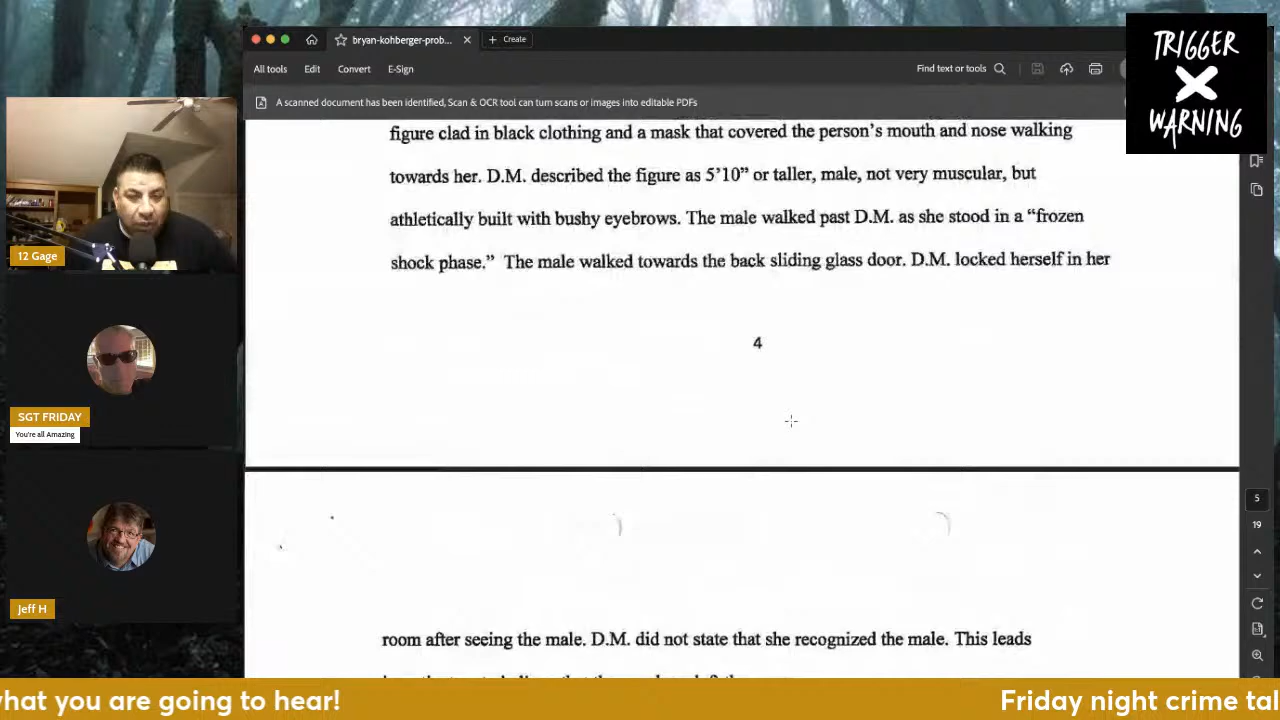 bryan-kohberger-prob...
Create
All tools Edit Convert E-Sign
Find text or tools
A scanned document has been identified, Scan & OCR tool can turn scans or images into editable PDFs
TRIGGER
WARNING
figure clad in black clothing and a mask that covered the person's mouth and nose walking
towards her. D.M. described the figure as 5'10" or taller, male, not very muscular, but
athletically built with bushy eyebrows. The male walked past D.M. as she stood in a "frozen
shock phase." The male walked towards the back sliding glass door. D.M. locked herself in her
4
12 Gage
SGT FRIDAY
You're all Amazing
Jeff H
5
19
room after seeing the male. D.M. did not state that she recognized the male. This leads
what you are going to hear!
Friday night crime tal